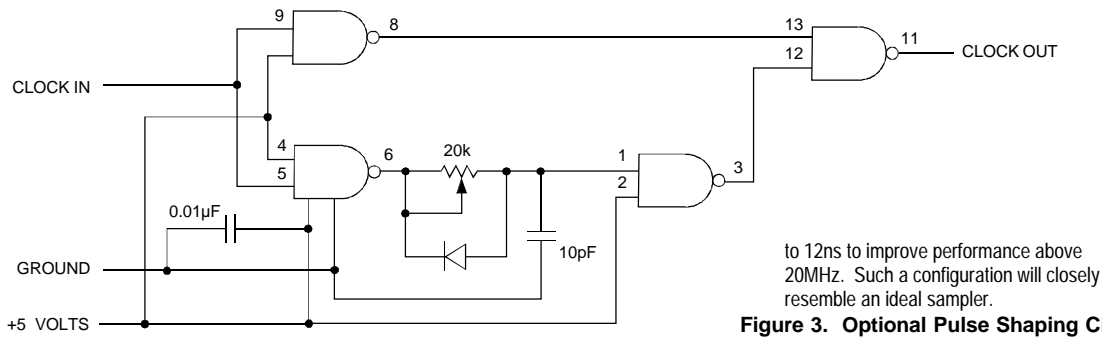 9
8
13
11
CLOCK OUT
12
CLOCK IN
4
5
6
20k
1
2
3
0.01µF
10pF
GROUND
+5 VOLTS
to 12ns to improve performance above
20MHz. Such a configuration will closely
resemble an ideal sampler.
Figure 3. Optional Pulse Shaping